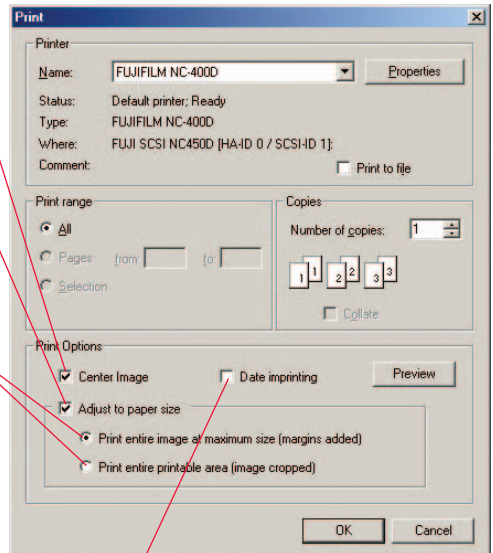 Print
Printer
Name: FUJIFILM NC-400D Properties
Status: Default printer; Ready
Type: FUJIFILM NC-400D
Where: FUJI SCSI NC450D [HA-ID 0 / SCSI-ID 1]:
Comment: Print to file
Print range
All
Pages from: to:
Selection
Copies
Number of copies: 1
1 1 2 2 3 3
Collate
Print Options
Center Image Date imprinting Preview
Adjust to paper size
Print entire image at maximum size (margins added)
Print entire printable area (image cropped)
OK Cancel